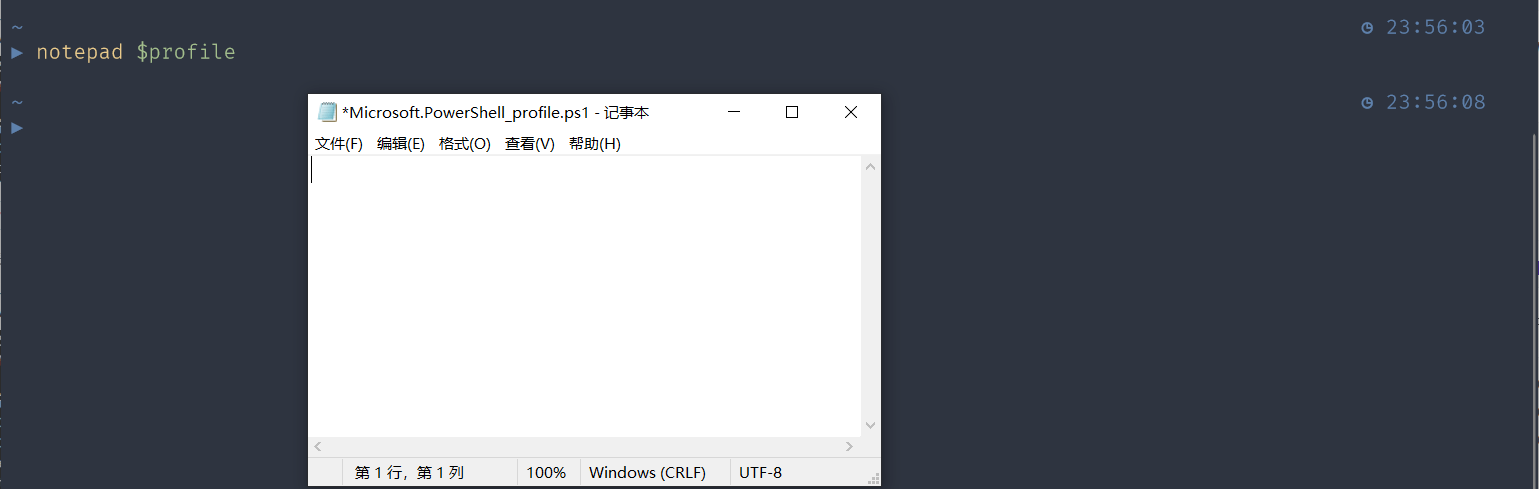 ~ 23:56:03
▶ notepad $profile
~ 23:56:08
▶
*Microsoft.PowerShell_profile.ps1 - 记事本
文件(F) 编辑(E) 格式(O) 查看(V) 帮助(H)
第 1 行，第 1 列 100% Windows (CRLF) UTF-8